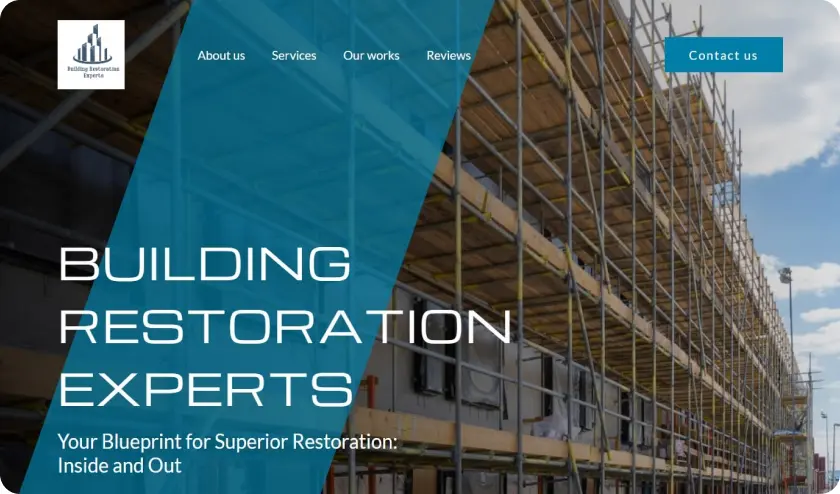 Building Restoration
Experts
About us
Services
Our works
Reviews
Contact us
BUILDING
RESTORATION
EXPERTS
Your Blueprint for Superior Restoration:
Inside and Out